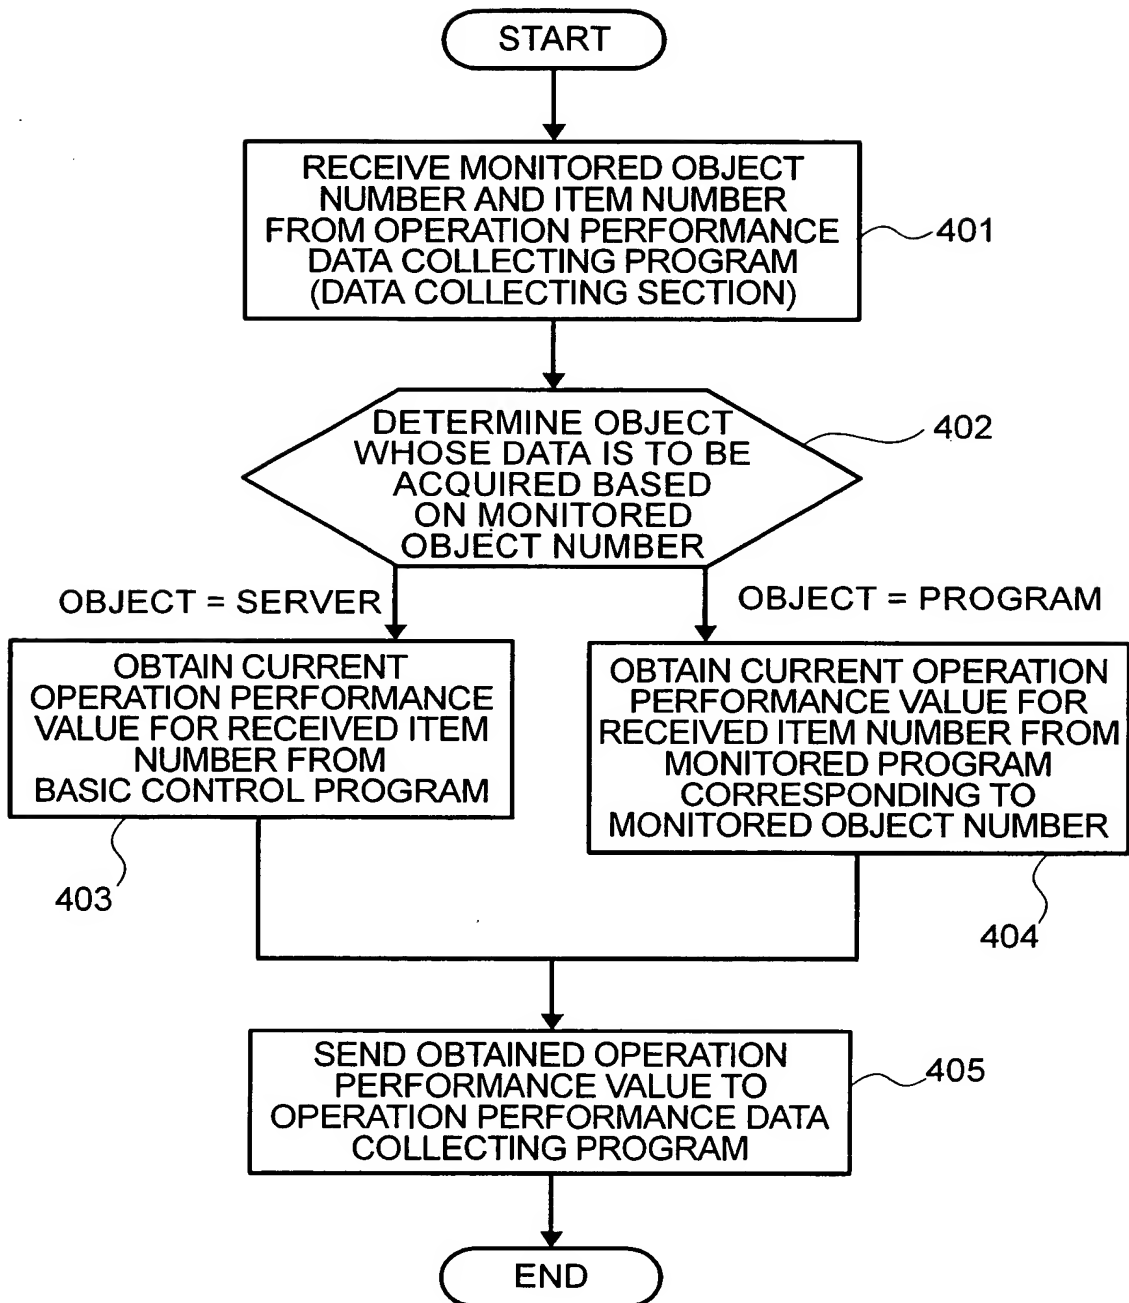 START
RECEIVE MONITORED OBJECT
NUMBER AND ITEM NUMBER
FROM OPERATION PERFORMANCE
DATA COLLECTING PROGRAM
(DATA COLLECTING SECTION)
401
DETERMINE OBJECT
WHOSE DATA IS TO BE
ACQUIRED BASED
ON MONITORED
OBJECT NUMBER
402
OBJECT = SERVER
OBJECT = PROGRAM
OBTAIN CURRENT
OPERATION PERFORMANCE
VALUE FOR RECEIVED ITEM
NUMBER FROM
BASIC CONTROL PROGRAM
403
OBTAIN CURRENT OPERATION
PERFORMANCE VALUE FOR
RECEIVED ITEM NUMBER FROM
MONITORED PROGRAM
CORRESPONDING TO
MONITORED OBJECT NUMBER
404
SEND OBTAINED OPERATION
PERFORMANCE VALUE TO
OPERATION PERFORMANCE DATA
COLLECTING PROGRAM
405
END